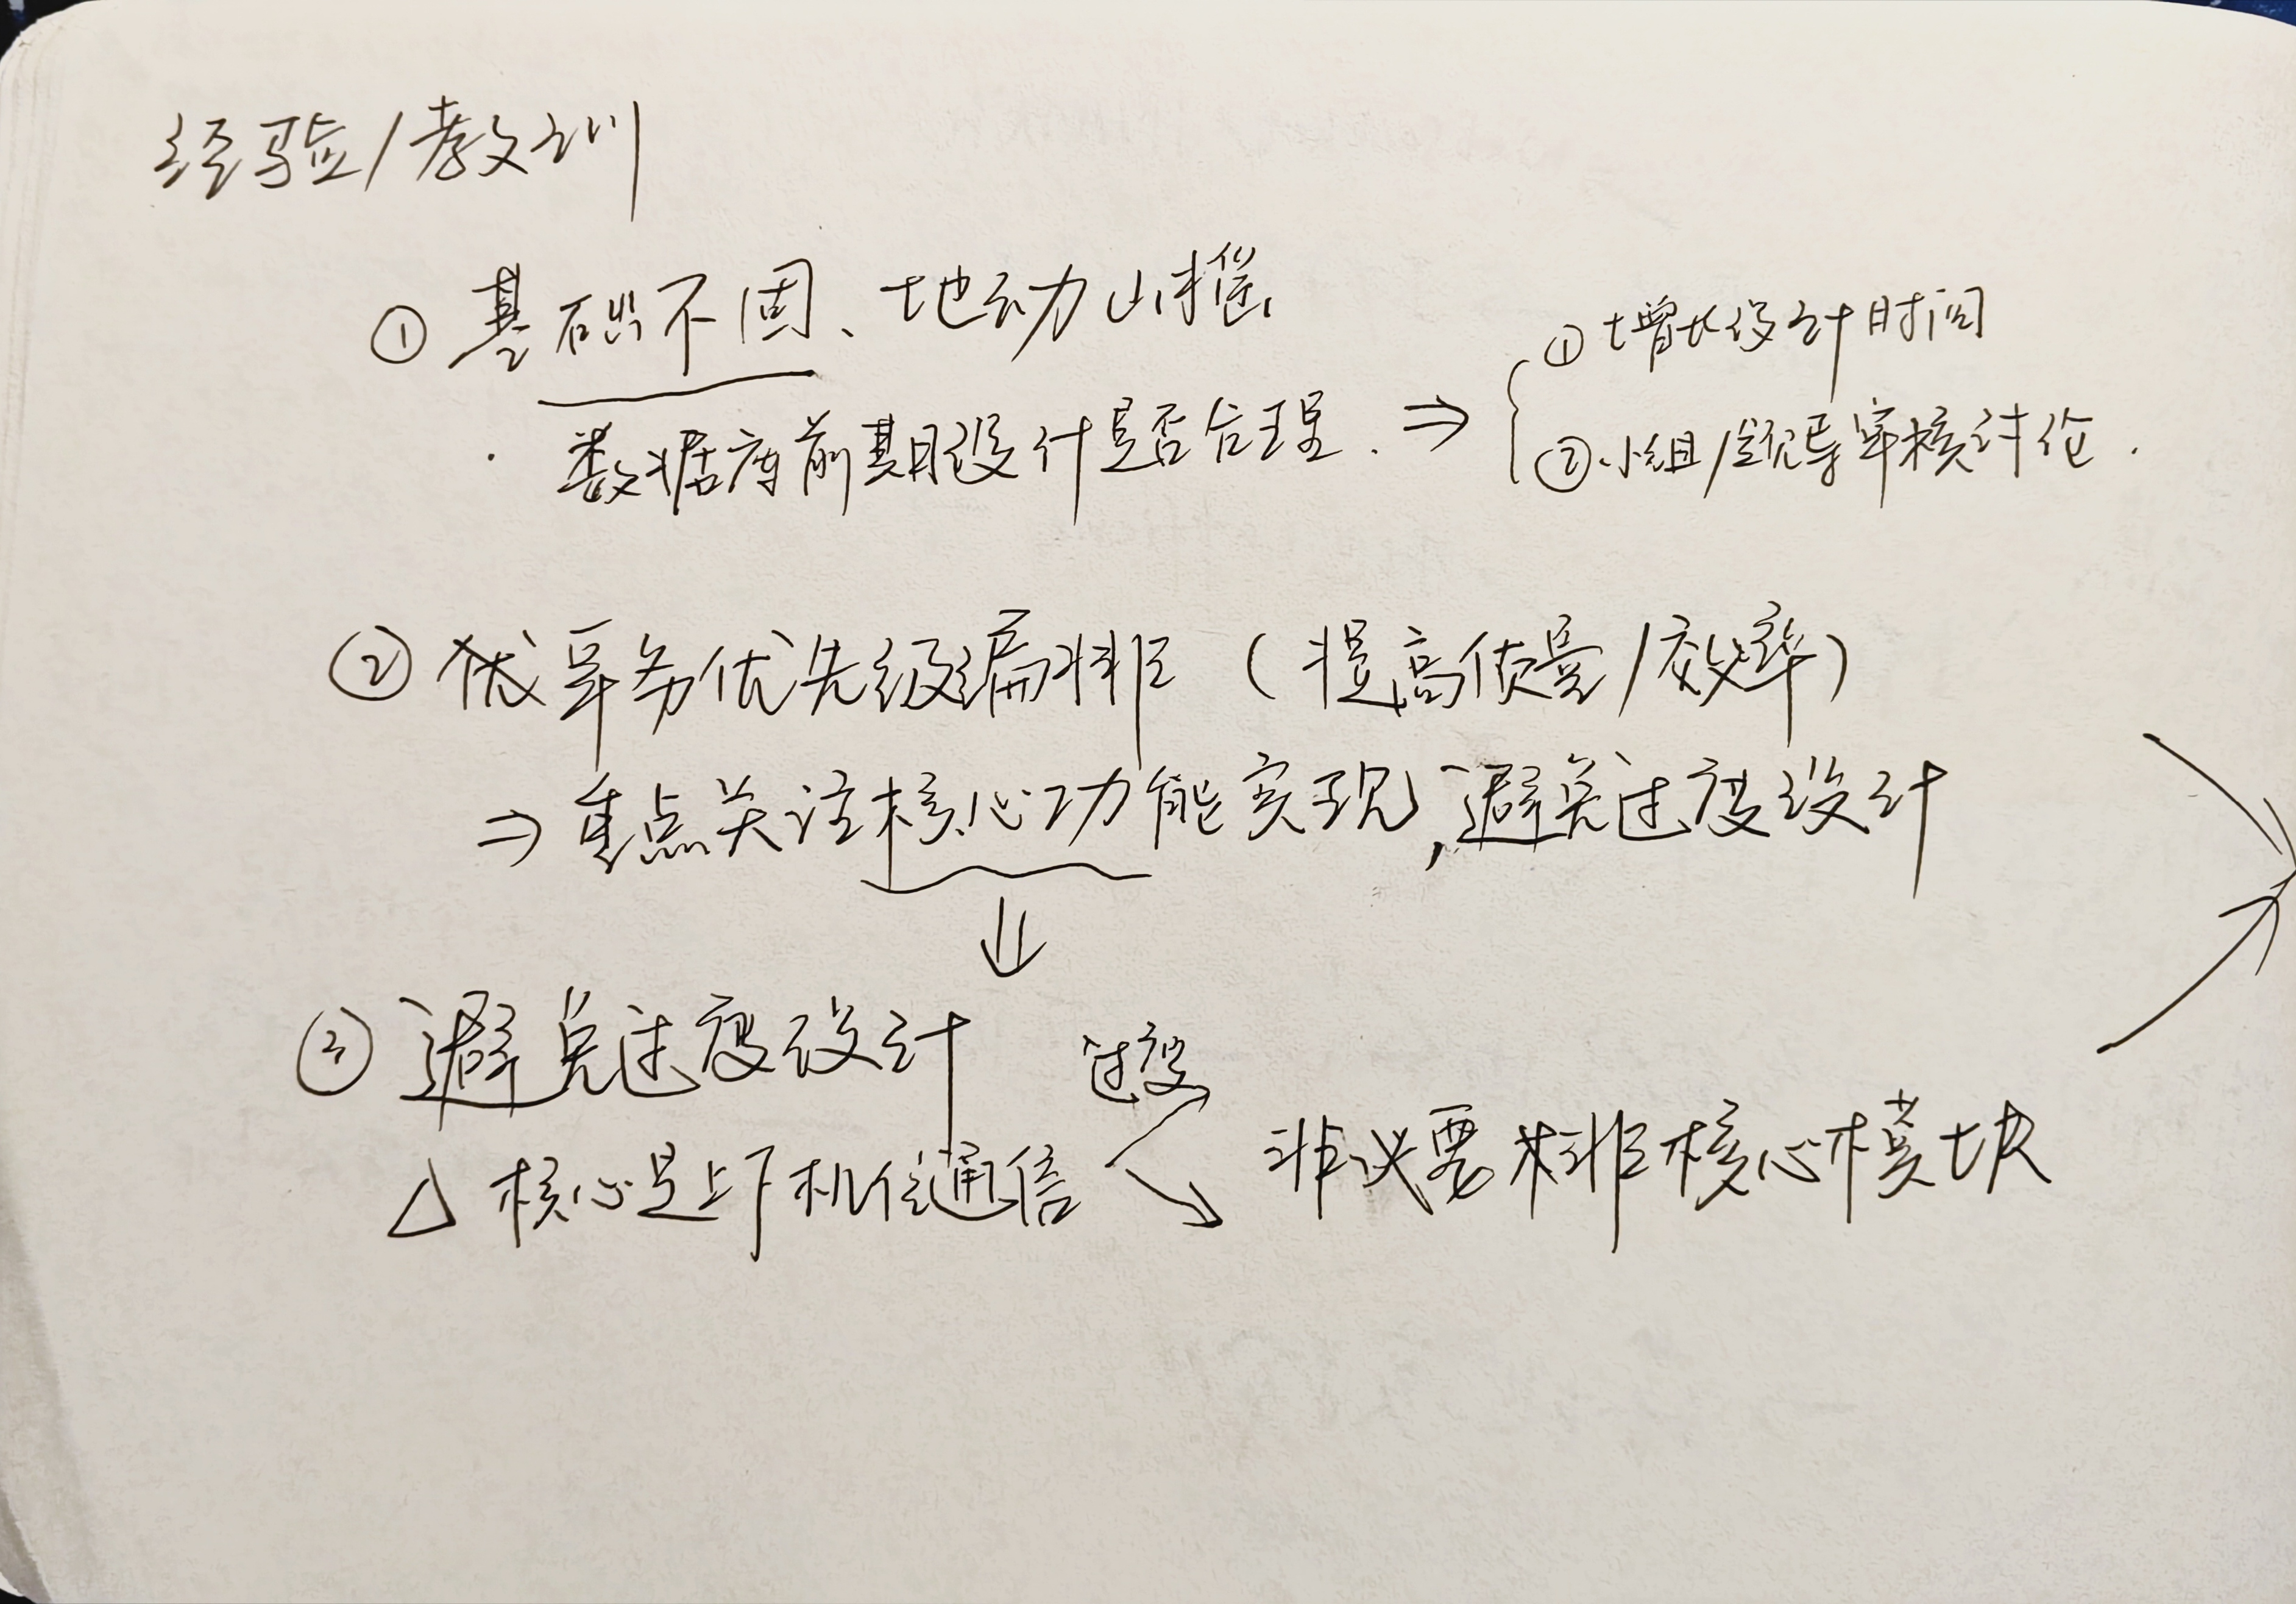 经验/教训
① 基础不固、地动山摇
数据库前期设计是否合理. ⇒
① 增长设计时间
② 小组/领导审核讨论.
② 优先级编排 (提高质量/效率)
⇒ 重点关注核心功能实现,避免过度设计
③ 避免过度设计
过度
△ 核心是上下机位通信
非必要 非核心模块